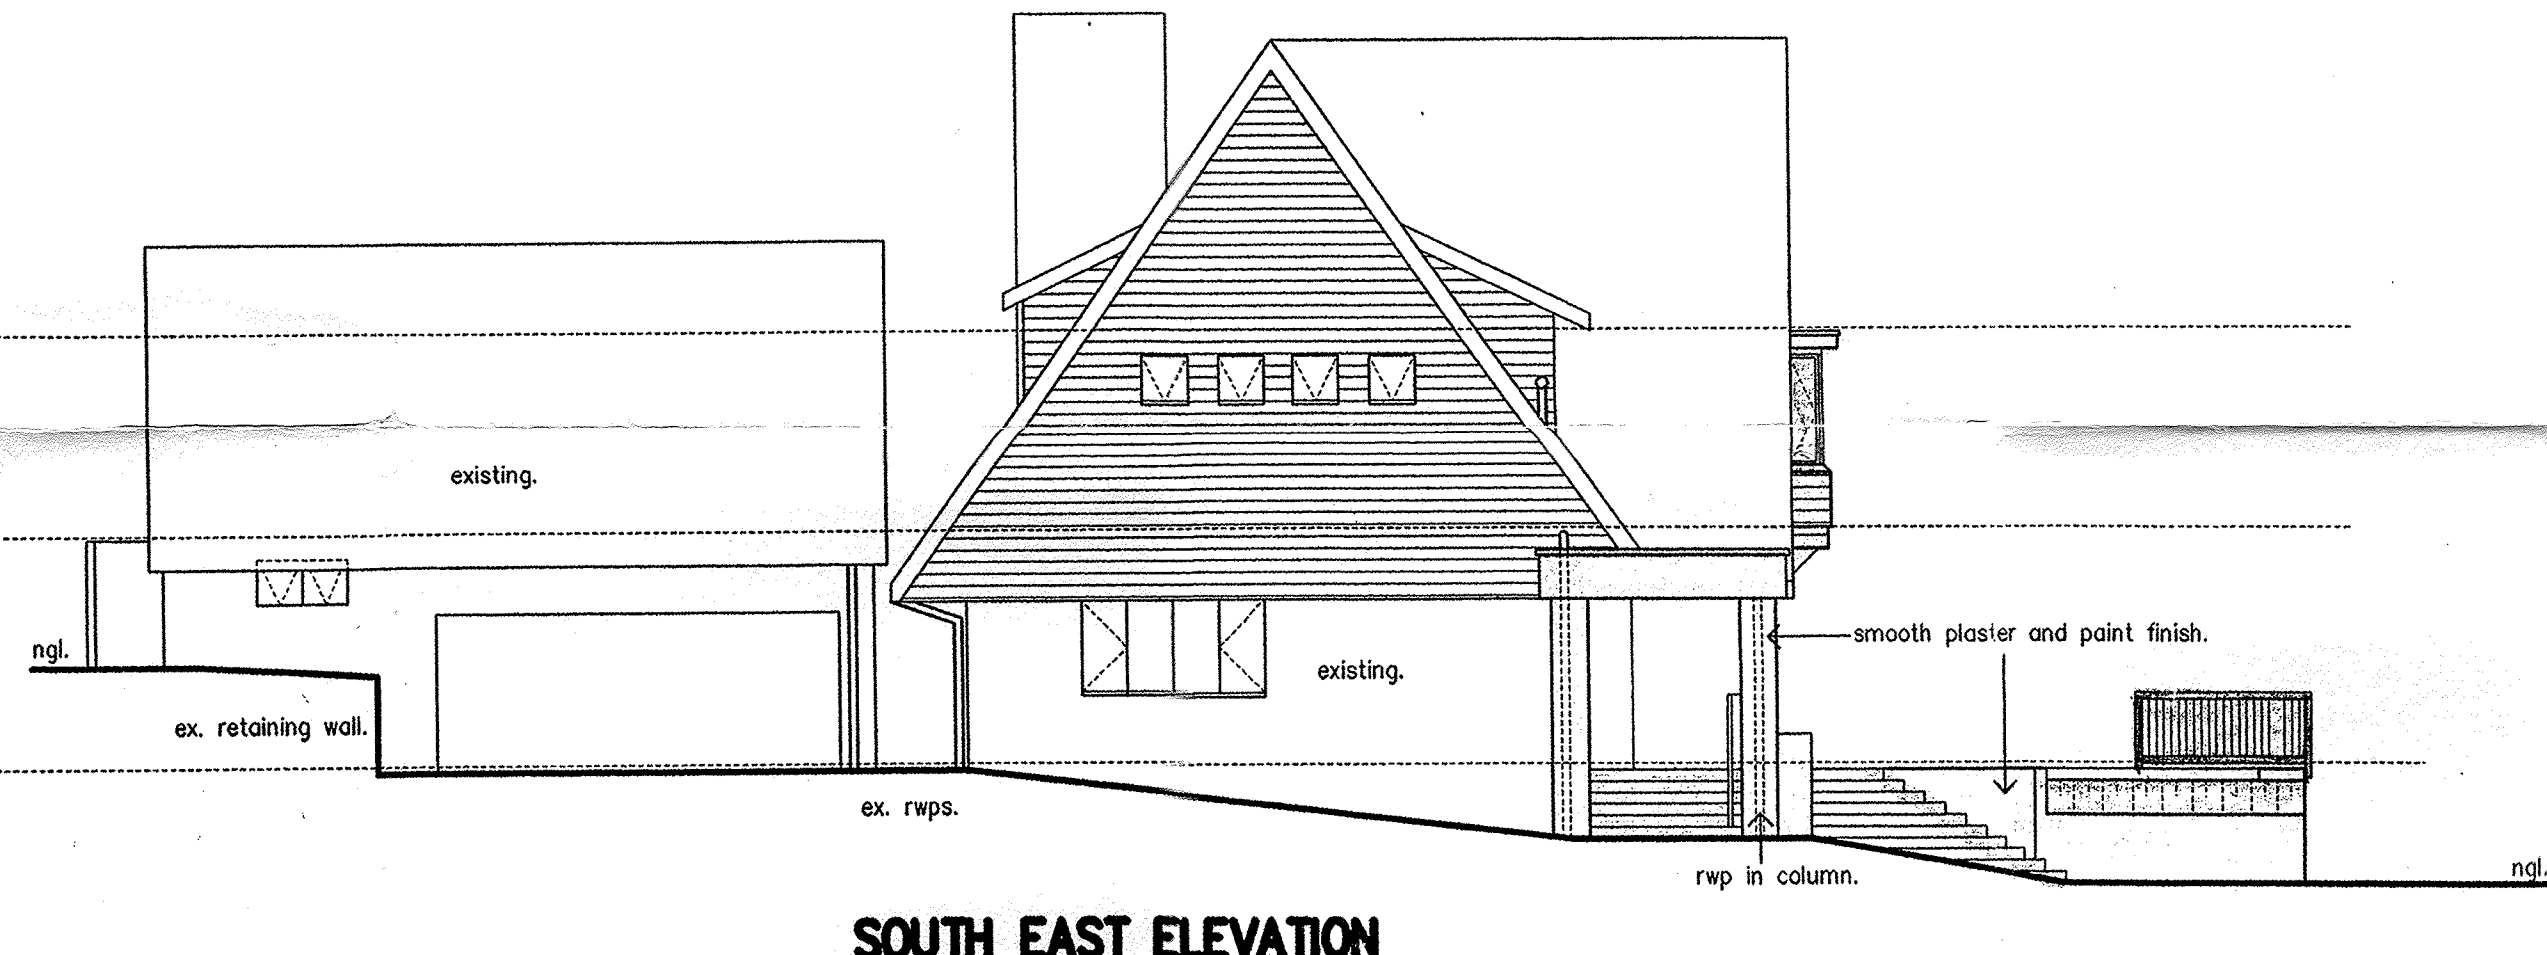 existing.
ngl.
smooth plaster and paint finish.
existing.
ex. retaining wall.
ex. rwps.
rwp in column.
ngl.
SOUTH EAST ELEVATION